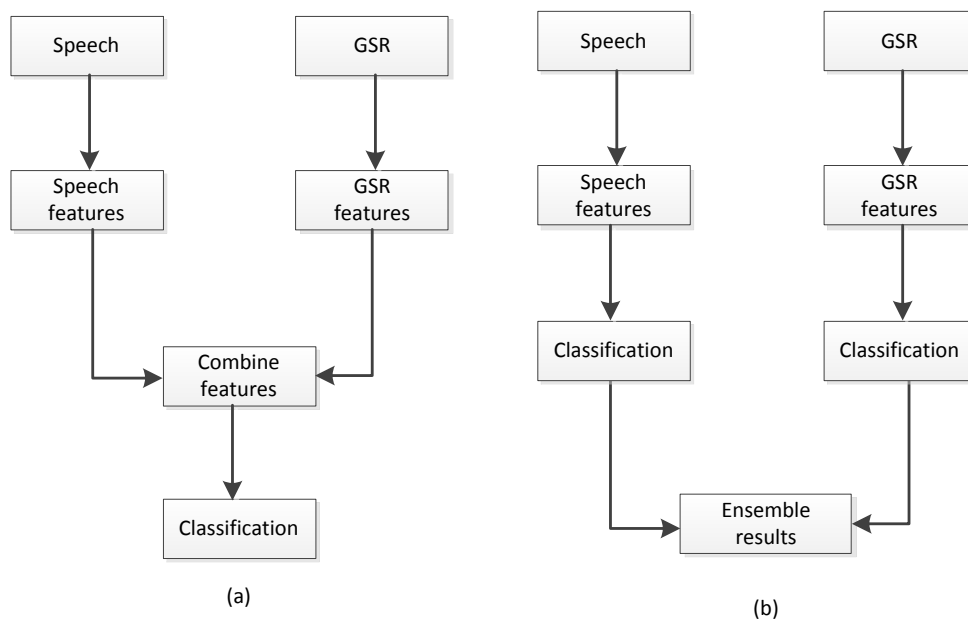 Speech
GSR
Speech
features
GSR
features
Combine
features
Classification
(a)
Speech
GSR
Speech
features
GSR
features
Classification
Classification
Ensemble
results
(b)